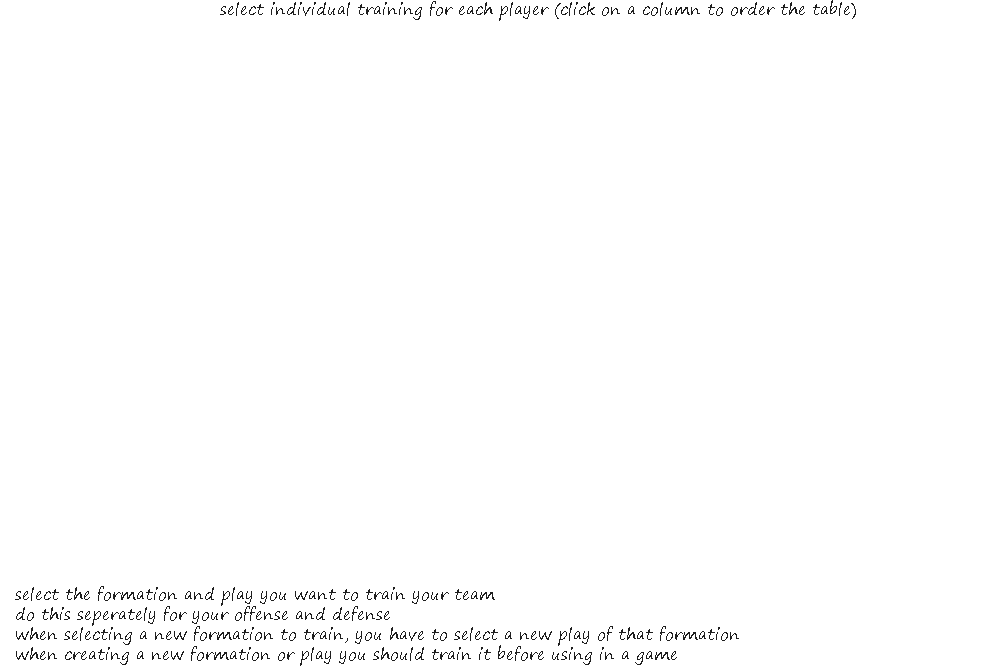 select individual training for each player (click on a column to order the table)
select the formation and play you want to train your team
do this seperately for your offense and defense
when selecting a new formation to train, you have to select a new play of that formation
when creating a new formation or play you should train it before using in a game